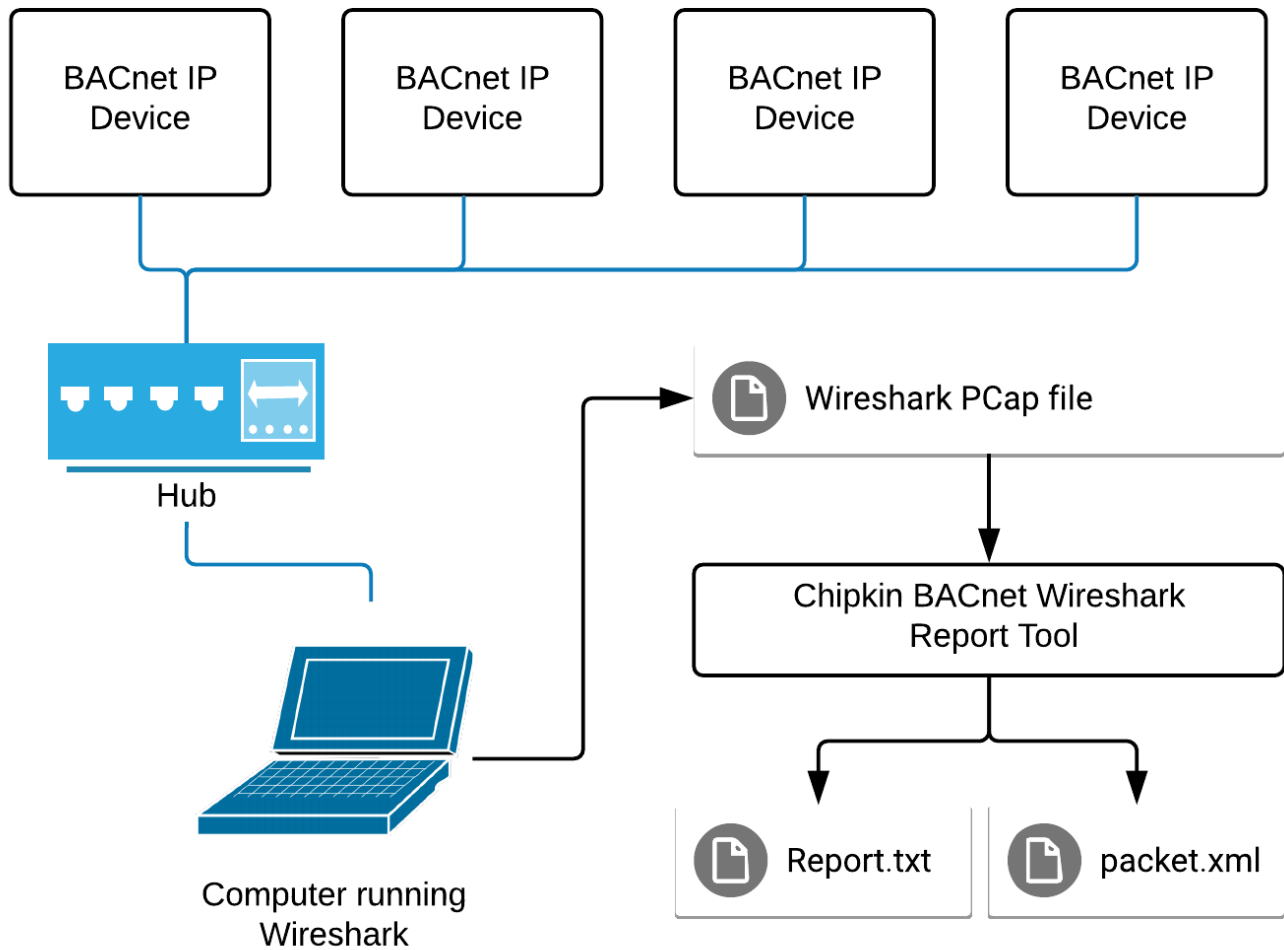 BACnet IP
Device
BACnet IP
Device
BACnet IP
Device
BACnet IP
Device
Hub
Wireshark PCap file
Chipkin BACnet Wireshark
Report Tool
Report.txt
packet.xml
Computer running
Wireshark